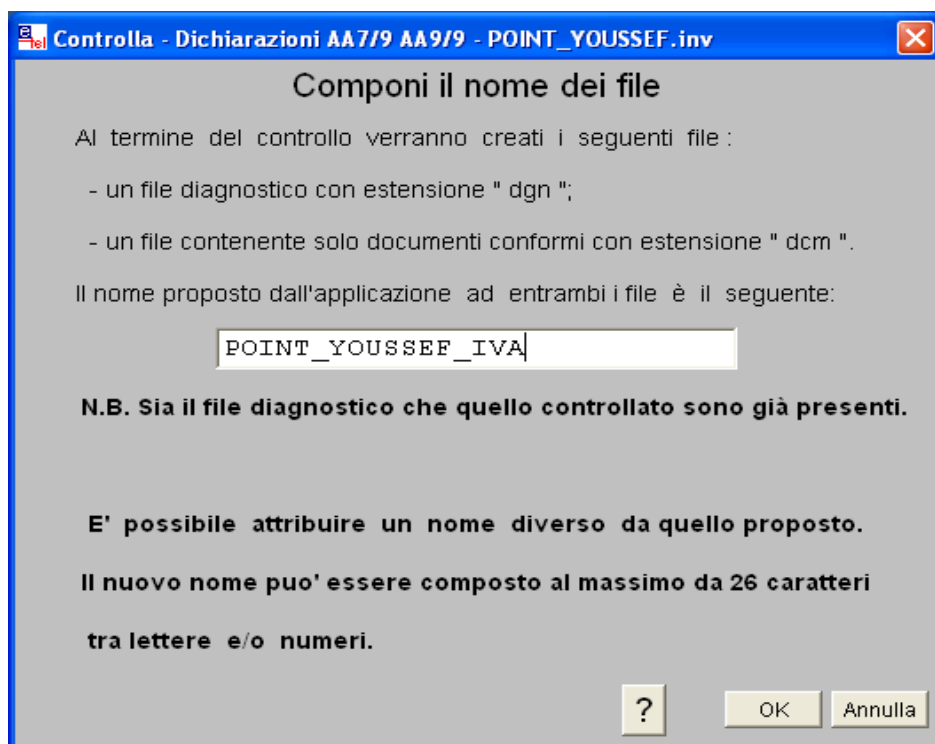 e tel Controlla - Dichiarazioni AA7/9 AA9/9 - POINT_YOUSSEF.inv
Componi il nome dei file
Al termine del controllo verranno creati i seguenti file :
- un file diagnostico con estensione " dgn ";
- un file contenente solo documenti conformi con estensione " dcm ".
Il nome proposto dall'applicazione ad entrambi i file è il seguente:
POINT_YOUSSEF_IVA
N.B. Sia il file diagnostico che quello controllato sono già presenti.
E' possibile attribuire un nome diverso da quello proposto.
Il nuovo nome puo' essere composto al massimo da 26 caratteri
tra lettere e/o numeri.
? OK Annulla